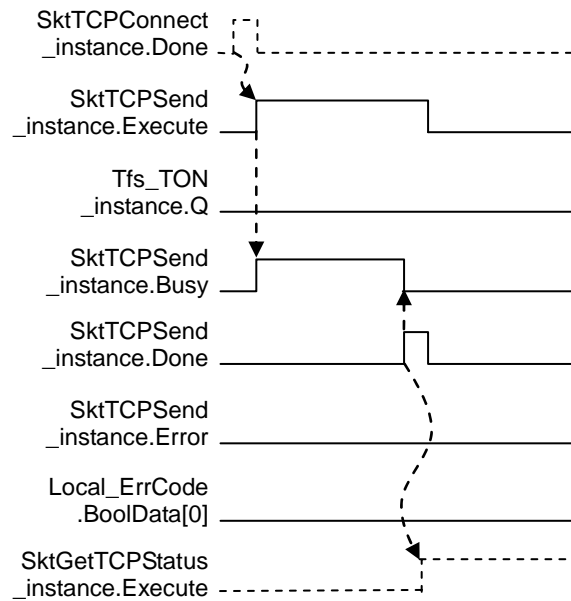 SktTCPConnect
_instance.Done
SktTCPSend
_instance.Execute
Tfs_TON
_instance.Q
SktTCPSend
_instance.Busy
SktTCPSend
_instance.Done
SktTCPSend
_instance.Error
Local_ErrCode
.BoolData[0]
SktGetTCPStatus
_instance.Execute